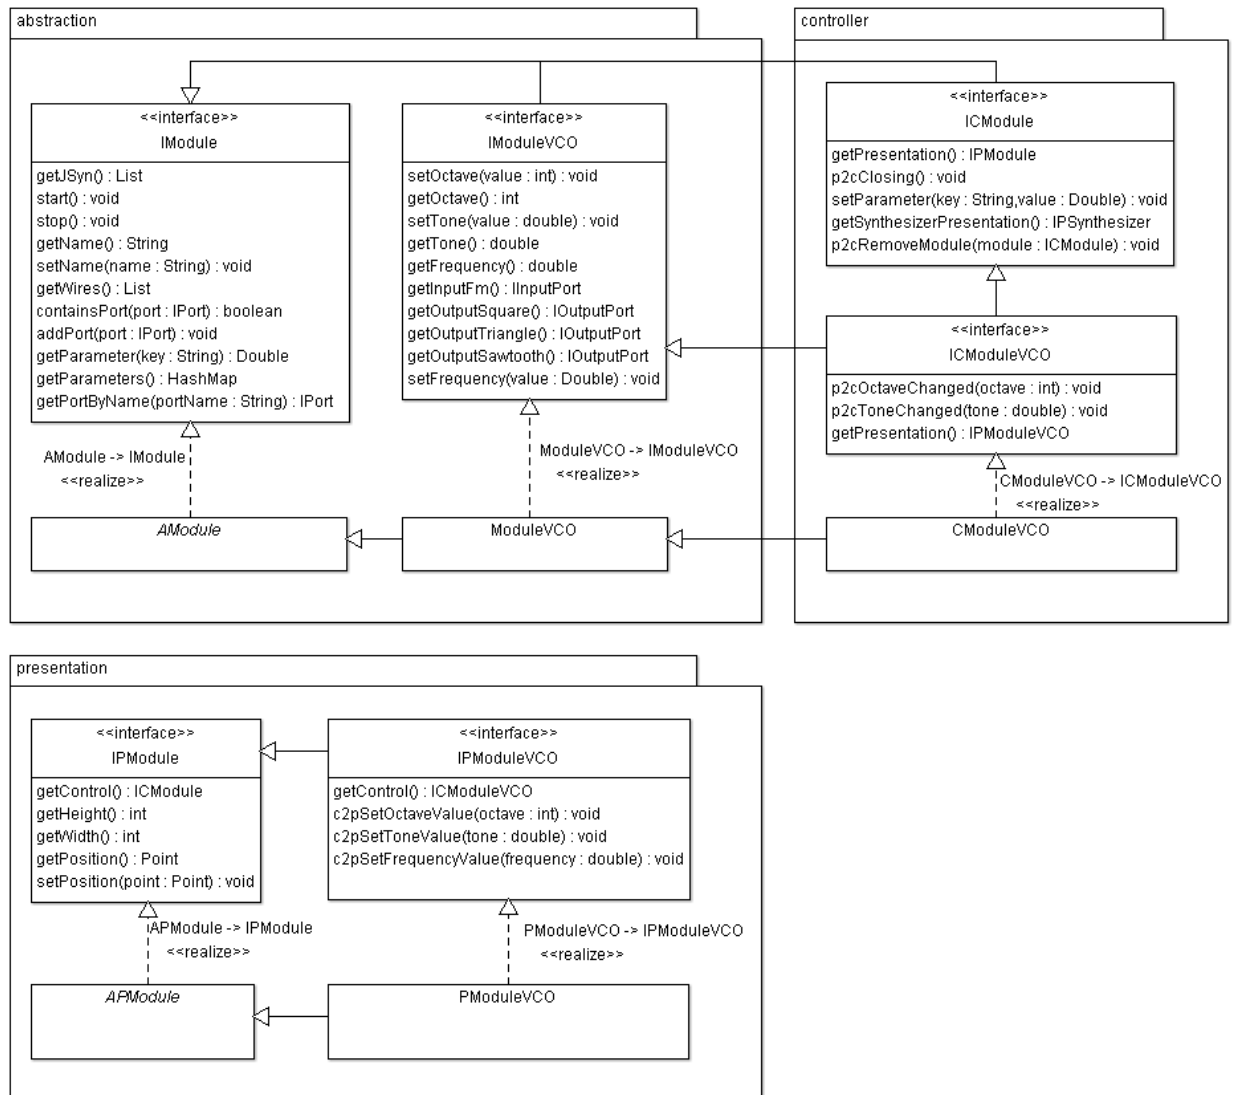 abstraction
<<interface>>
IModule
getJSyn() : List
start() : void
stop() : void
getName() : String
setName(name : String) : void
getWires() : List
containsPort(port : IPort) : boolean
addPort(port : IPort) : void
getParameter(key : String) : Double
getParameters() : HashMap
getPortByName(portName : String) : IPort
<<interface>>
IModuleVCO
setOctave(value : int) : void
getOctave() : int
setTone(value : double) : void
getTone() : double
getFrequency() : double
getInputFm() : IInputPort
getOutputSquare() : IOutputPort
getOutputTriangle() : IOutputPort
getOutputSawtooth() : IOutputPort
setFrequency(value : Double) : void
AModule -> IModule
<<realize>>
ModuleVCO -> IModuleVCO
<<realize>>
AModule
ModuleVCO
controller
<<interface>>
ICModule
getPresentation() : IPModule
p2cClosing() : void
setParameter(key : String,value : Double) : void
getSynthesizerPresentation() : IPSynthesizer
p2cRemoveModule(module : ICModule) : void
<<interface>>
ICModuleVCO
p2cOctaveChanged(octave : int) : void
p2cToneChanged(tone : double) : void
getPresentation() : IPModuleVCO
CModuleVCO -> ICModuleVCO
<<realize>>
CModuleVCO
presentation
<<interface>>
IPModule
getControl() : ICModule
getHeight() : int
getWidth() : int
getPosition() : Point
setPosition(point : Point) : void
<<interface>>
IPModuleVCO
getControl() : ICModuleVCO
c2pSetOctaveValue(octave : int) : void
c2pSetToneValue(tone : double) : void
c2pSetFrequencyValue(frequency : double) : void
APModule -> IPModule
<<realize>>
PModuleVCO -> IPModuleVCO
<<realize>>
APModule
PModuleVCO